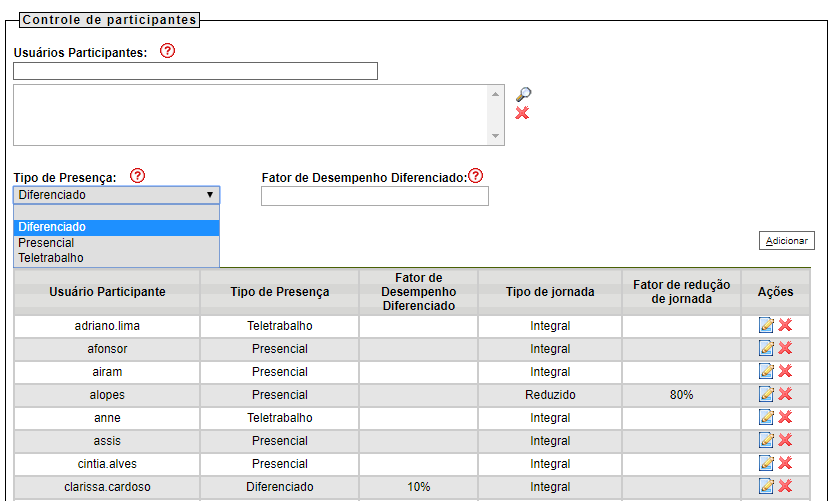 Controle de participantes
Usuários Participantes: ?
Tipo de Presença: ? Fator de Desempenho Diferenciado: ?
Diferenciado
Diferenciado
Presencial
Teletrabalho
Adicionar
Usuário Participante Tipo de Presença Fator de Desempenho Diferenciado Tipo de jornada Fator de redução de jornada Ações
adriano.lima Teletrabalho Integral
afonsor Presencial Integral
airam Presencial Integral
alopes Presencial Reduzido 80%
anne Teletrabalho Integral
assis Presencial Integral
cintia.alves Presencial Integral
clarissa.cardoso Diferenciado 10% Integral